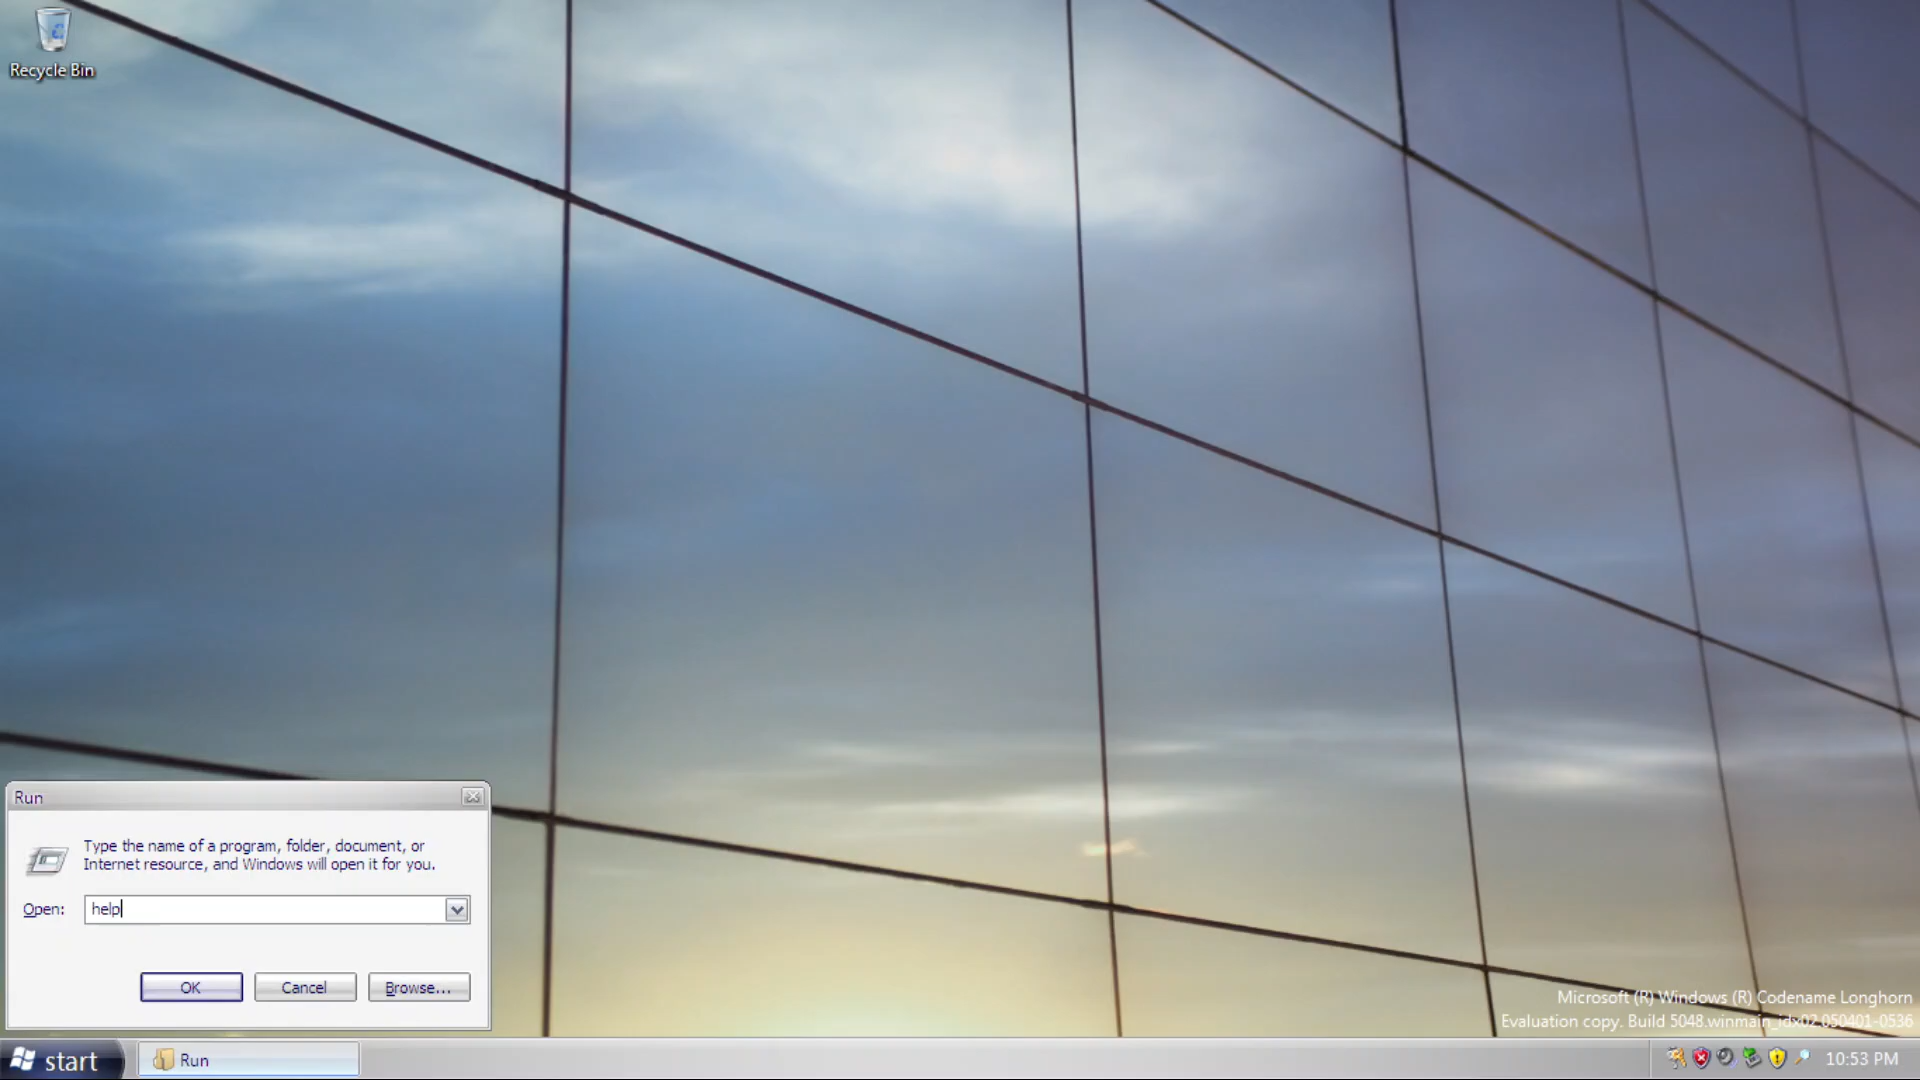 Recycle Bin
Run
Type the name of a program, folder, document, or
Internet resource, and Windows will open it for you.
Open: help
OK Cancel Browse...
Microsoft (R) Windows (R) Codename Longhorn
Evaluation copy. Build 5048.winmain_idx02.050401-0536
start Run 10:53 PM